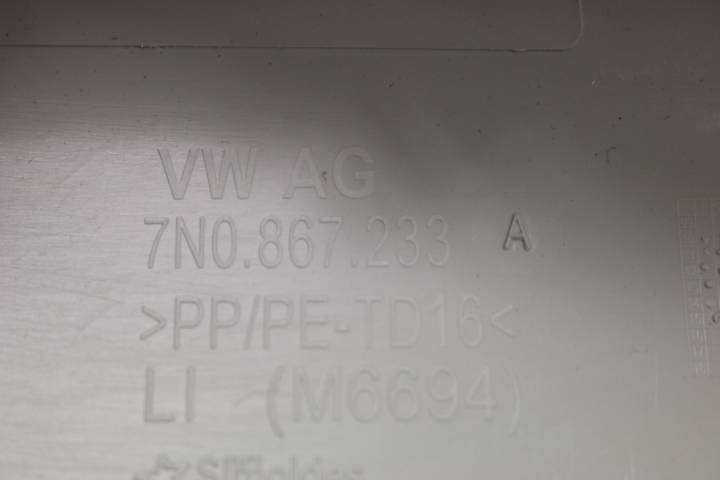 VW AG
7N0.867.233 A
>PP/PE-TD16<
LI (M6694)